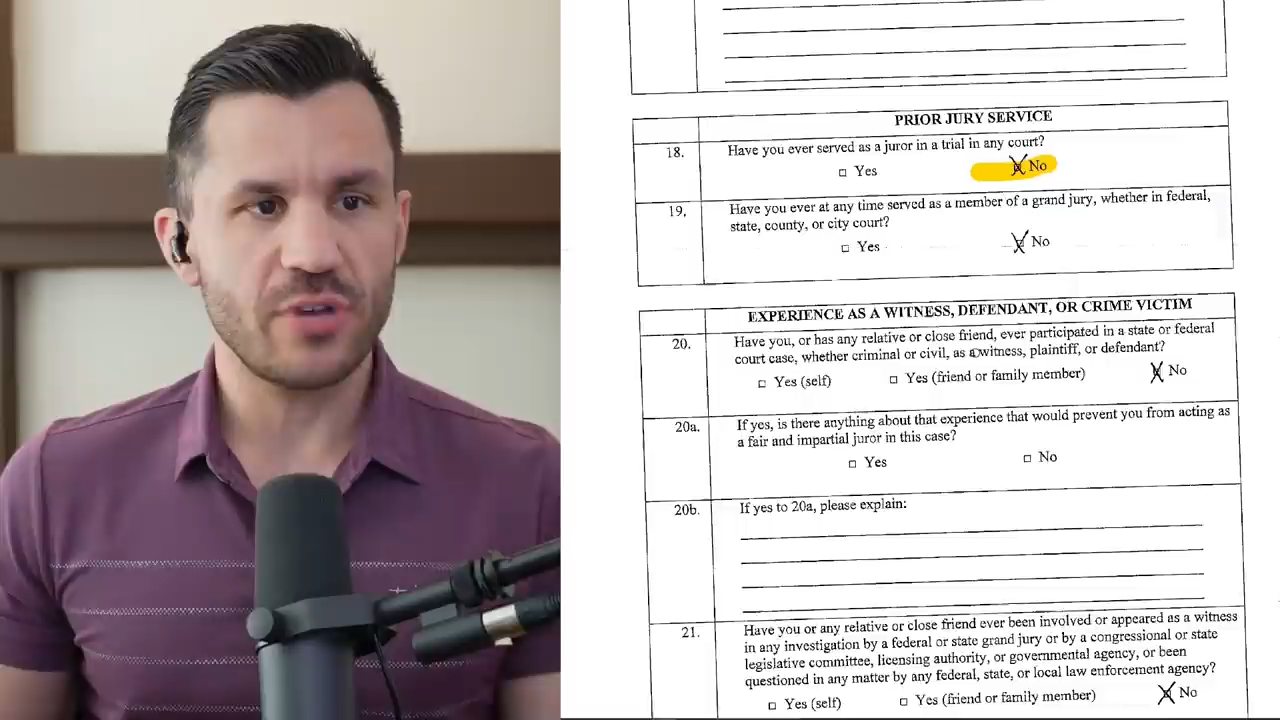 PRIOR JURY SERVICE
18. Have you ever served as a juror in a trial in any court?
□ Yes ☒ No
19. Have you ever at any time served as a member of a grand jury, whether in federal,
state, county, or city court?
□ Yes ☒ No
EXPERIENCE AS A WITNESS, DEFENDANT, OR CRIME VICTIM
20. Have you, or has any relative or close friend, ever participated in a state or federal
court case, whether criminal or civil, as a witness, plaintiff, or defendant?
□ Yes (self) □ Yes (friend or family member) ☒ No
20a. If yes, is there anything about that experience that would prevent you from acting as
a fair and impartial juror in this case?
□ Yes □ No
20b. If yes to 20a, please explain:
21. Have you or any relative or close friend ever been involved or appeared as a witness
in any investigation by a federal or state grand jury or by a congressional or state
legislative committee, licensing authority, or governmental agency, or been
questioned in any matter by any federal, state, or local law enforcement agency?
□ Yes (self) □ Yes (friend or family member) ☒ No